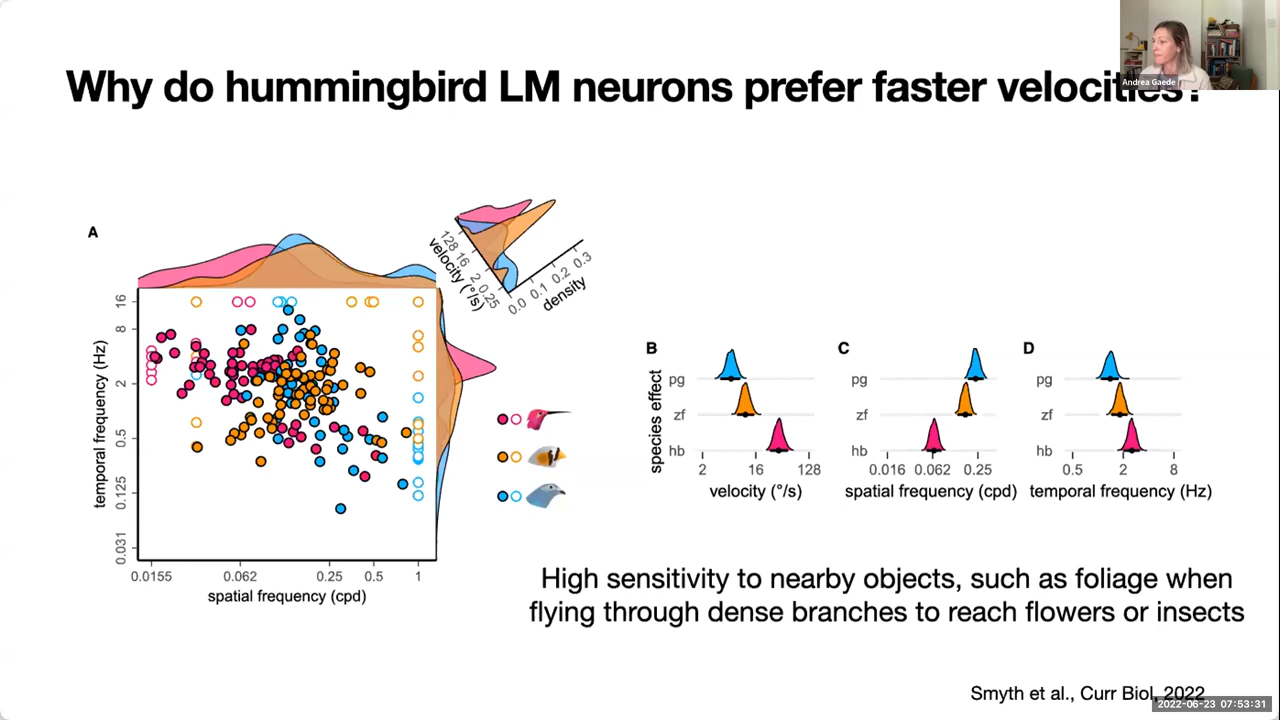 Why do hummingbird LM neurons prefer faster velocities?
Andrea Gaede
A
velocity (°/s)
128 16 2 0.25
density
0.0 0.1 0.2 0.3
temporal frequency (Hz)
16
8
2
0.5
0.125
0.031
0.0155 0.062 0.25 0.5 1
spatial frequency (cpd)
B
species effect
pg
zf
hb
2 16 128
velocity (°/s)
C
pg
zf
hb
0.016 0.062 0.25
spatial frequency (cpd)
D
pg
zf
hb
0.5 2 8
temporal frequency (Hz)
High sensitivity to nearby objects, such as foliage when
flying through dense branches to reach flowers or insects
Smyth et al., Curr Biol, 2022
2022-06-23 07:53:31